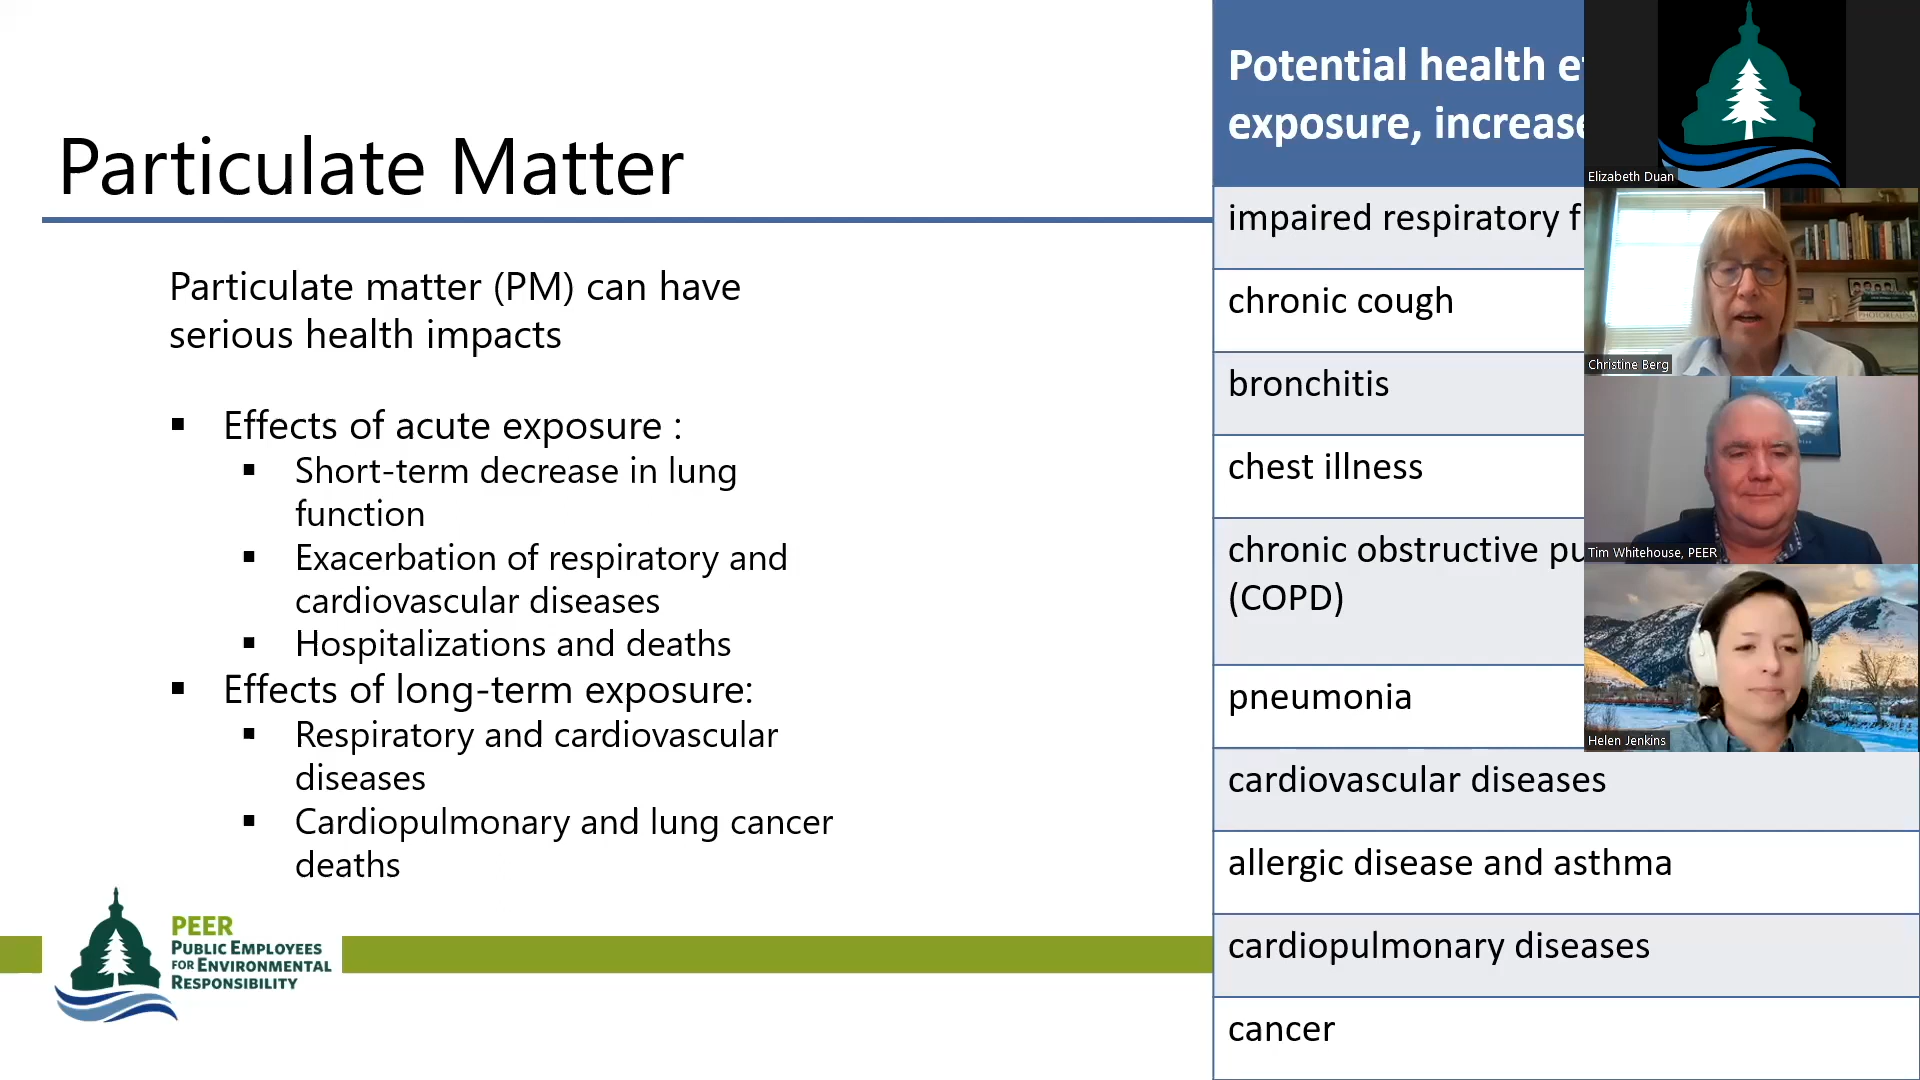 Particulate Matter
Particulate matter (PM) can have
serious health impacts
▪ Effects of acute exposure :
▪ Short-term decrease in lung
function
▪ Exacerbation of respiratory and
cardiovascular diseases
▪ Hospitalizations and deaths
▪ Effects of long-term exposure:
▪ Respiratory and cardiovascular
diseases
▪ Cardiopulmonary and lung cancer
deaths
PEER
PUBLIC EMPLOYEES
FOR ENVIRONMENTAL
RESPONSIBILITY
Potential health
exposure,
impaired respiratory
chronic cough
bronchitis
chest illness
chronic obstructive
(COPD)
pneumonia
cardiovascular diseases
allergic disease and asthma
cardiopulmonary diseases
cancer
Elizabeth Duan
PHOTOREALISM
Christine Berg
Tim Whitehouse, PEER
Helen Jenkins